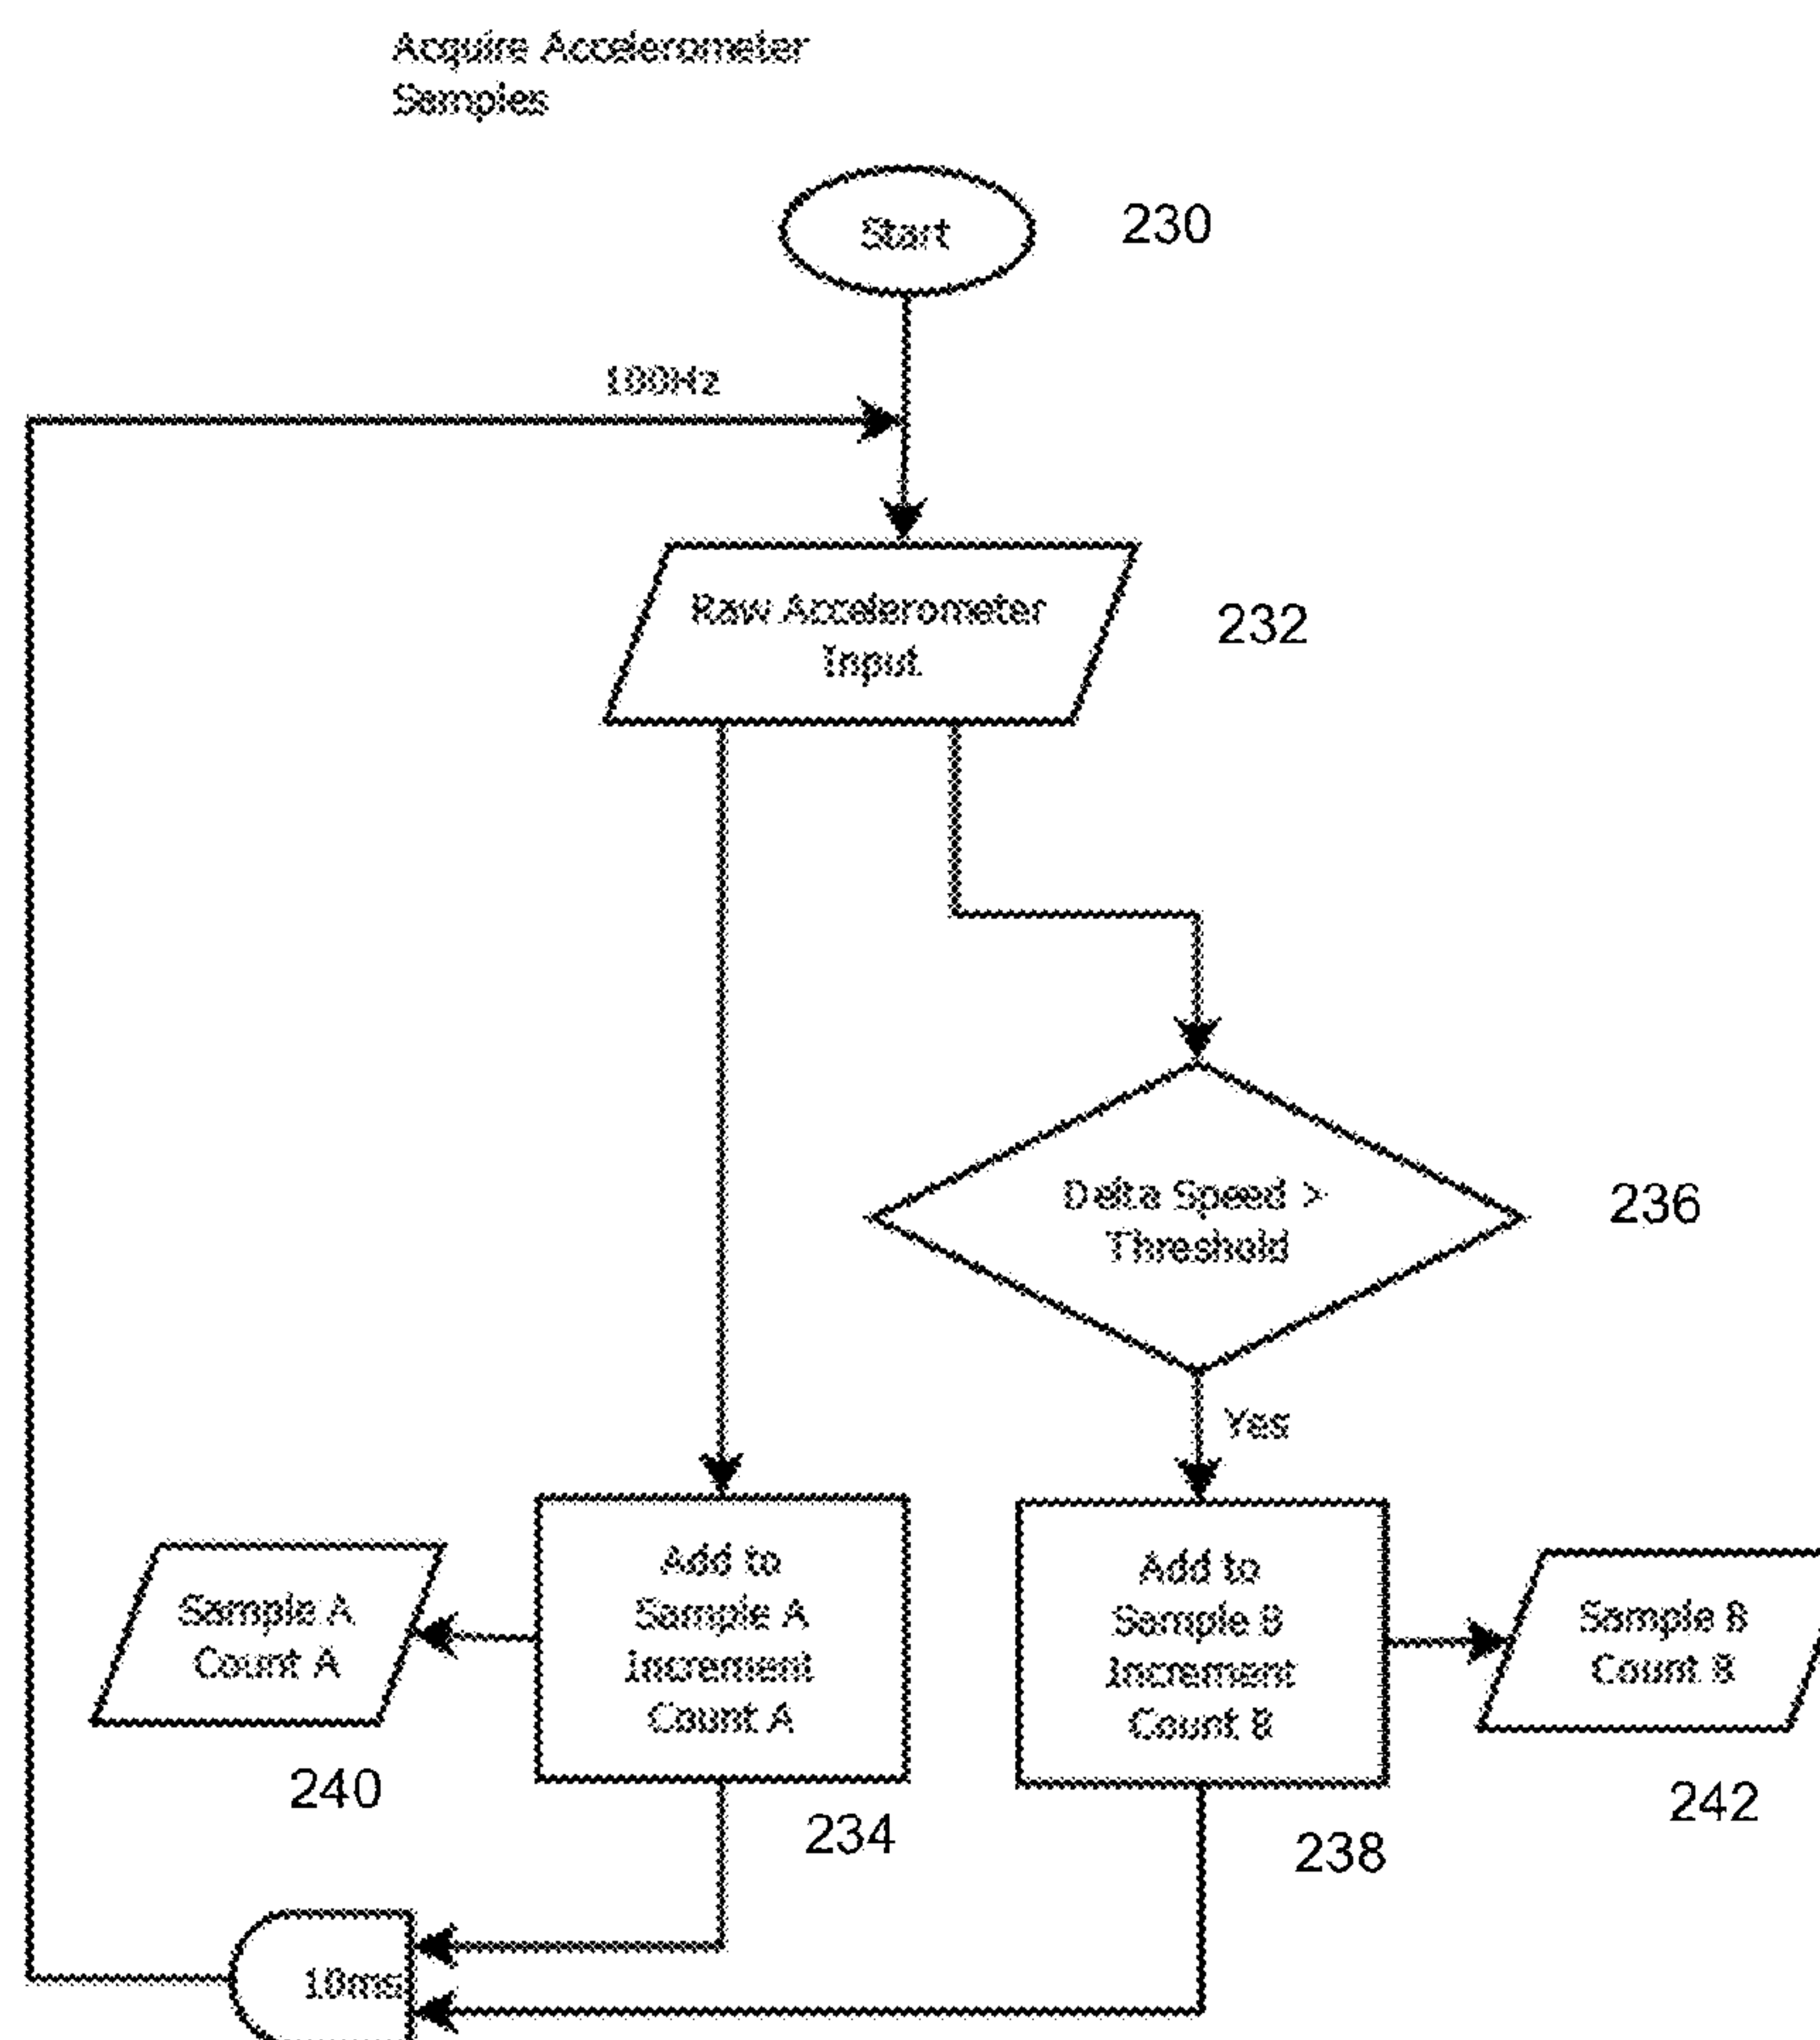 Acquire Accelerometer
Samples
Start
230
100Hz
Raw Accelerometer
Input
232
Delta Speed >
Threshold
236
Yes
Add to
Sample A
Increment
Count A
Add to
Sample B
Increment
Count B
Sample A
Count A
Sample B
Count B
240
234
238
242
10ms